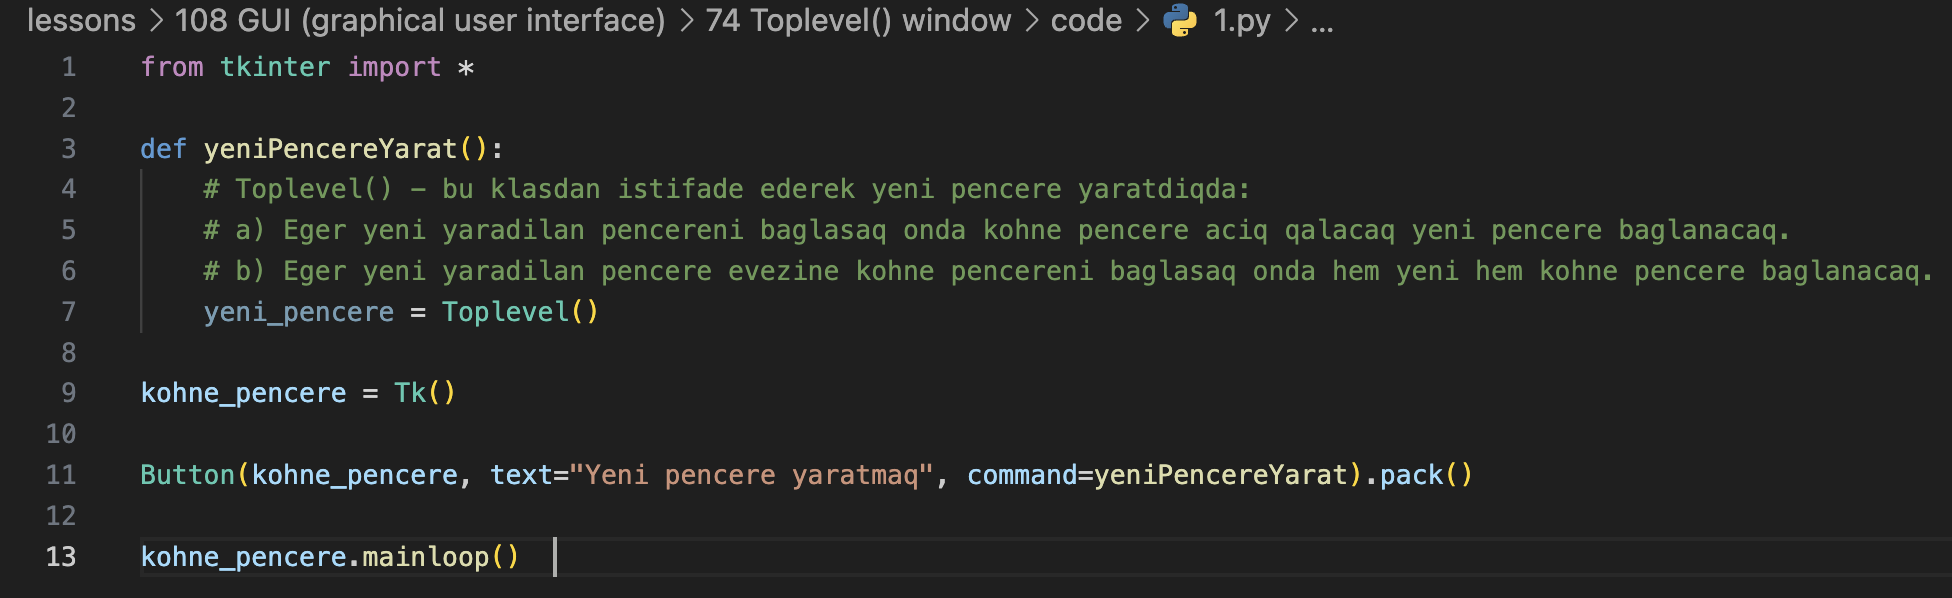 lessons > 108 GUI (graphical user interface) > 74 Toplevel() window > code > 1.py > ...
1 from tkinter import *
2
3 def yeniPencereYarat():
4 # Toplevel() - bu klasdan istifade ederek yeni pencere yaratdiqda:
5 # a) Eger yeni yaradilan pencereni baglasaq onda kohne pencere aciq qalacaq yeni pencere baglanacaq.
6 # b) Eger yeni yaradilan pencere evezine kohne pencereni baglasaq onda hem yeni hem kohne pencere baglanacaq.
7 yeni_pencere = Toplevel()
8
9 kohne_pencere = Tk()
10
11 Button(kohne_pencere, text="Yeni pencere yaratmaq", command=yeniPencereYarat).pack()
12
13 kohne_pencere.mainloop()